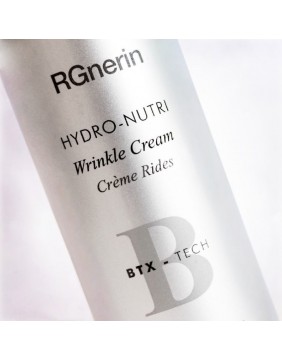 RGnerin
HYDRO-NUTRI
Wrinkle Cream
Crème Rides
B
BTX - TECH